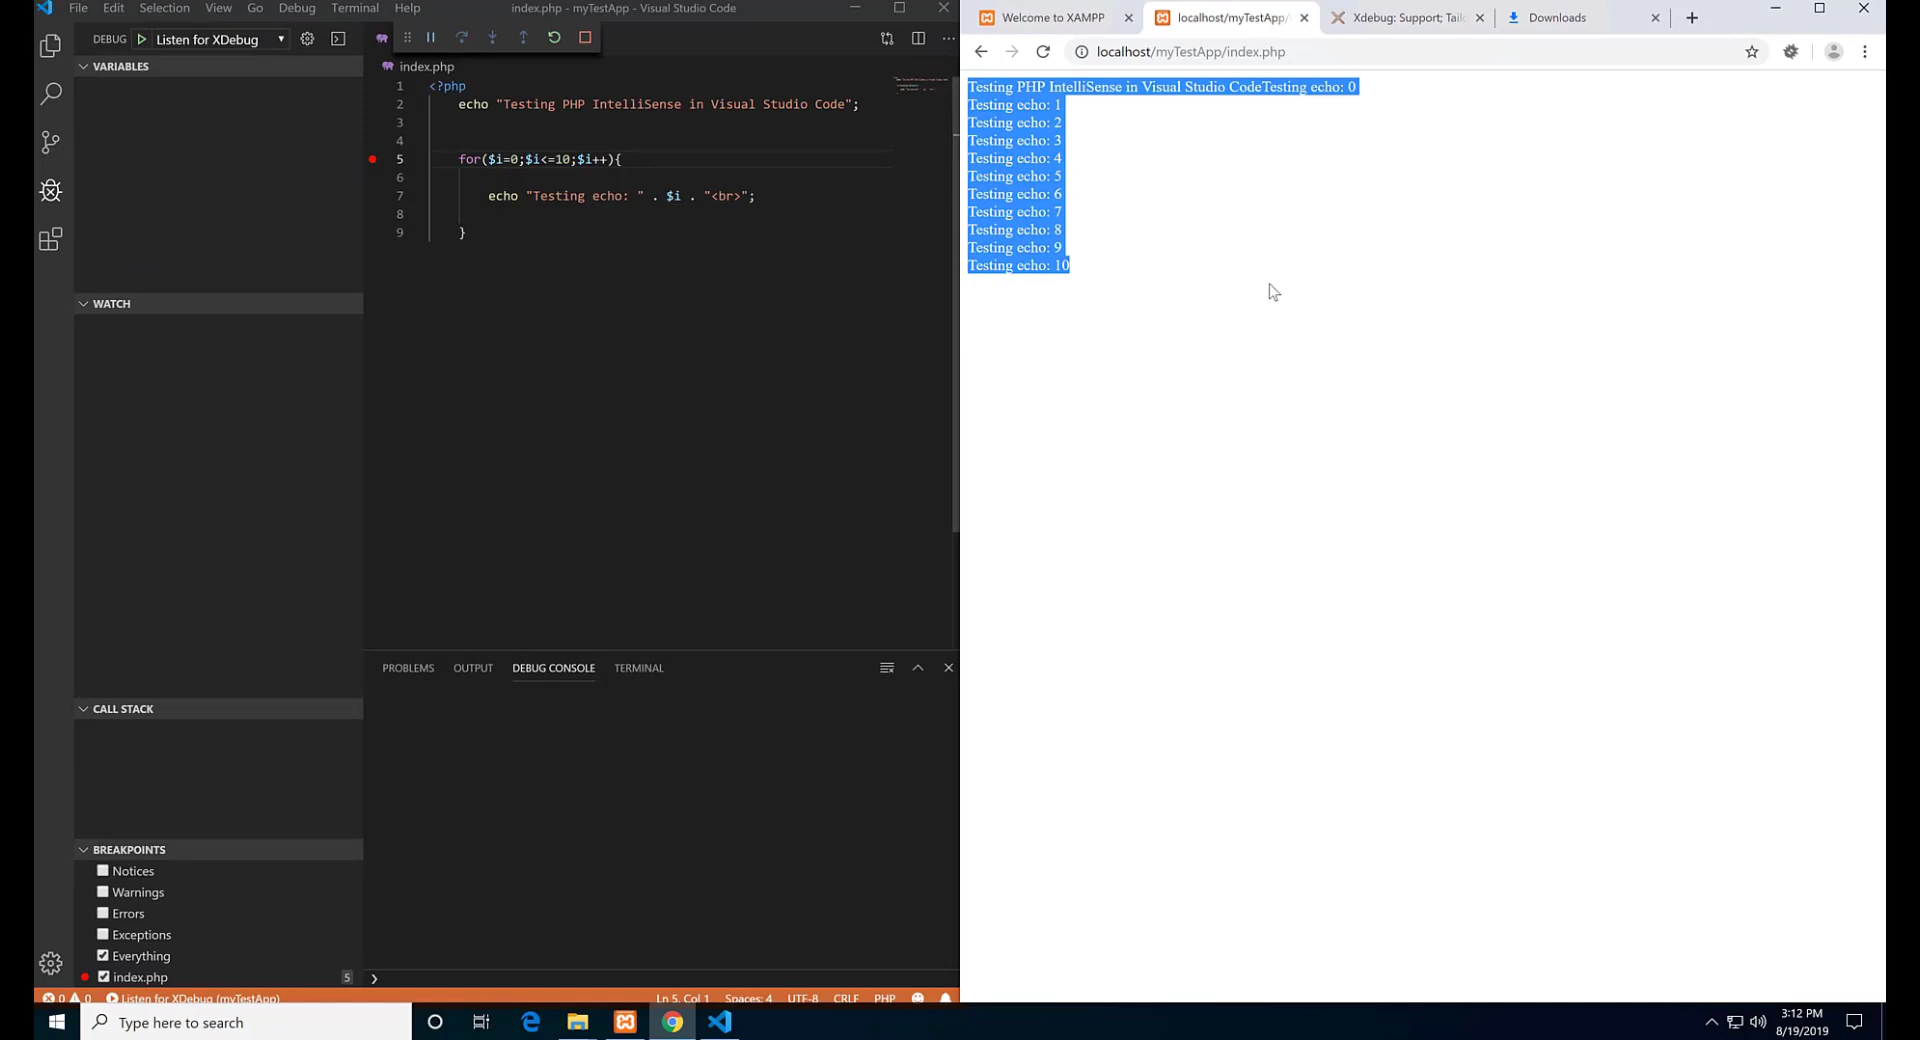 File Edit Selection View Go Debug Terminal Help
index.php - myTestApp - Visual Studio Code
DEBUG Listen for XDebug
VARIABLES
WATCH
CALL STACK
BREAKPOINTS
Notices
Warnings
Errors
Exceptions
Everything
index.php 5
index.php
1 <?php
2 echo "Testing PHP IntelliSense in Visual Studio Code";
3
4
5 for($i=0;$i<=10;$i++){
6
7 echo "Testing echo: " . $i . "<br>";
8
9 }
PROBLEMS OUTPUT DEBUG CONSOLE TERMINAL
0 0 Listen for XDebug (myTestApp) Ln 5, Col 1 Spaces: 4 UTF-8 CRLF PHP
Welcome to XAMPP localhost/myTestApp/ Xdebug: Support; Tail Downloads
localhost/myTestApp/index.php
Testing PHP IntelliSense in Visual Studio CodeTesting echo: 0
Testing echo: 1
Testing echo: 2
Testing echo: 3
Testing echo: 4
Testing echo: 5
Testing echo: 6
Testing echo: 7
Testing echo: 8
Testing echo: 9
Testing echo: 10
Type here to search
3:12 PM
8/19/2019